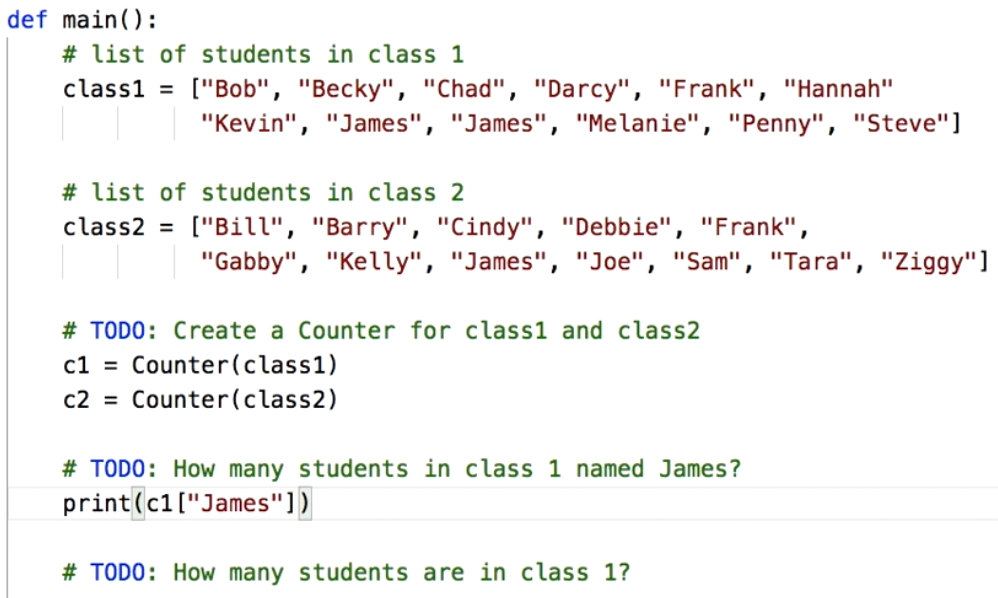 def main():
# list of students in class 1
class1 = ["Bob", "Becky", "Chad", "Darcy", "Frank", "Hannah"
"Kevin", "James", "James", "Melanie", "Penny", "Steve"]
# list of students in class 2
class2 = ["Bill", "Barry", "Cindy", "Debbie", "Frank",
"Gabby", "Kelly", "James", "Joe", "Sam", "Tara", "Ziggy"]
# TODO: Create a Counter for class1 and class2
c1 = Counter(class1)
c2 = Counter(class2)
# TODO: How many students in class 1 named James?
print(c1["James"])
# TODO: How many students are in class 1?